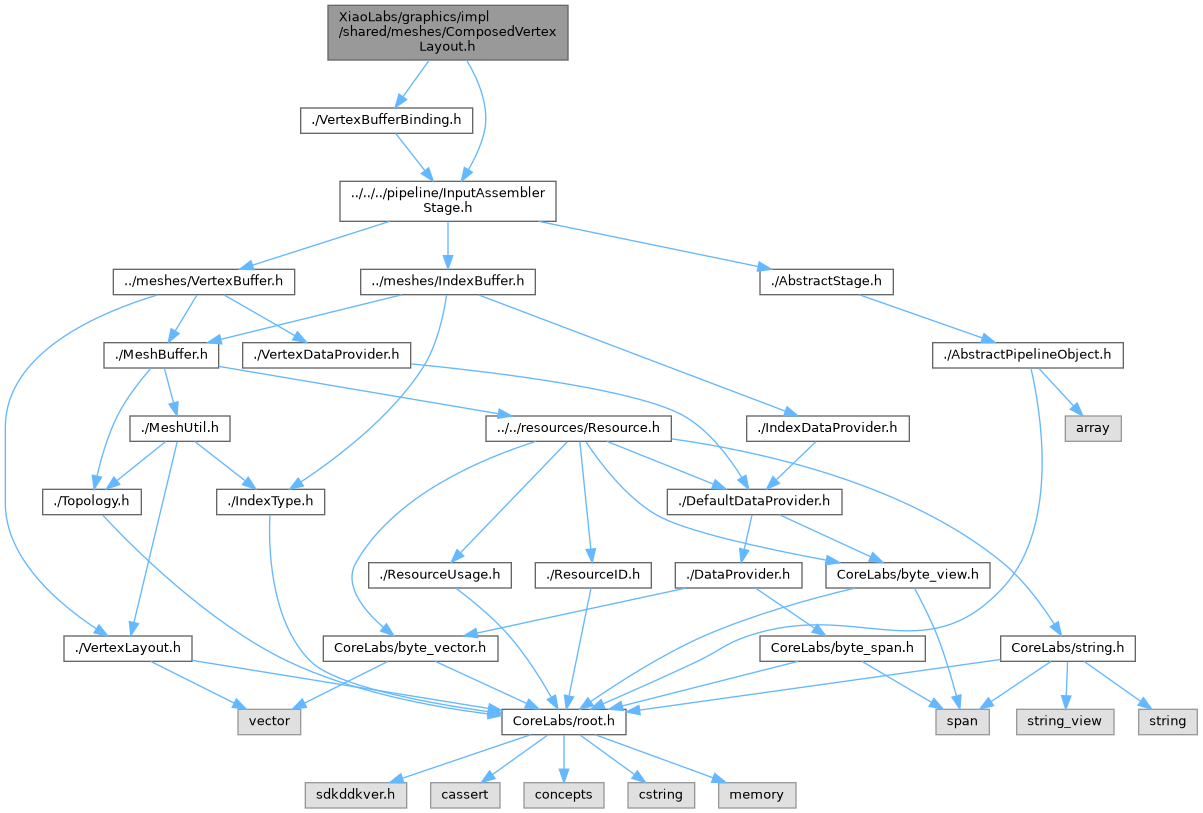 XiaoLabs/graphics/impl
/shared/meshes/ComposedVertex
Layout.h
./VertexBufferBinding.h
../../../pipeline/InputAssembler
Stage.h
../meshes/VertexBuffer.h
../meshes/IndexBuffer.h
./AbstractStage.h
./MeshBuffer.h
./VertexDataProvider.h
./AbstractPipelineObject.h
./MeshUtil.h
../../resources/Resource.h
./IndexDataProvider.h
array
./Topology.h
./IndexType.h
./DefaultDataProvider.h
./ResourceUsage.h
./ResourceID.h
./DataProvider.h
CoreLabs/byte_view.h
./VertexLayout.h
CoreLabs/byte_vector.h
CoreLabs/byte_span.h
CoreLabs/string.h
vector
CoreLabs/root.h
span
string_view
string
sdkddkver.h
cassert
concepts
cstring
memory